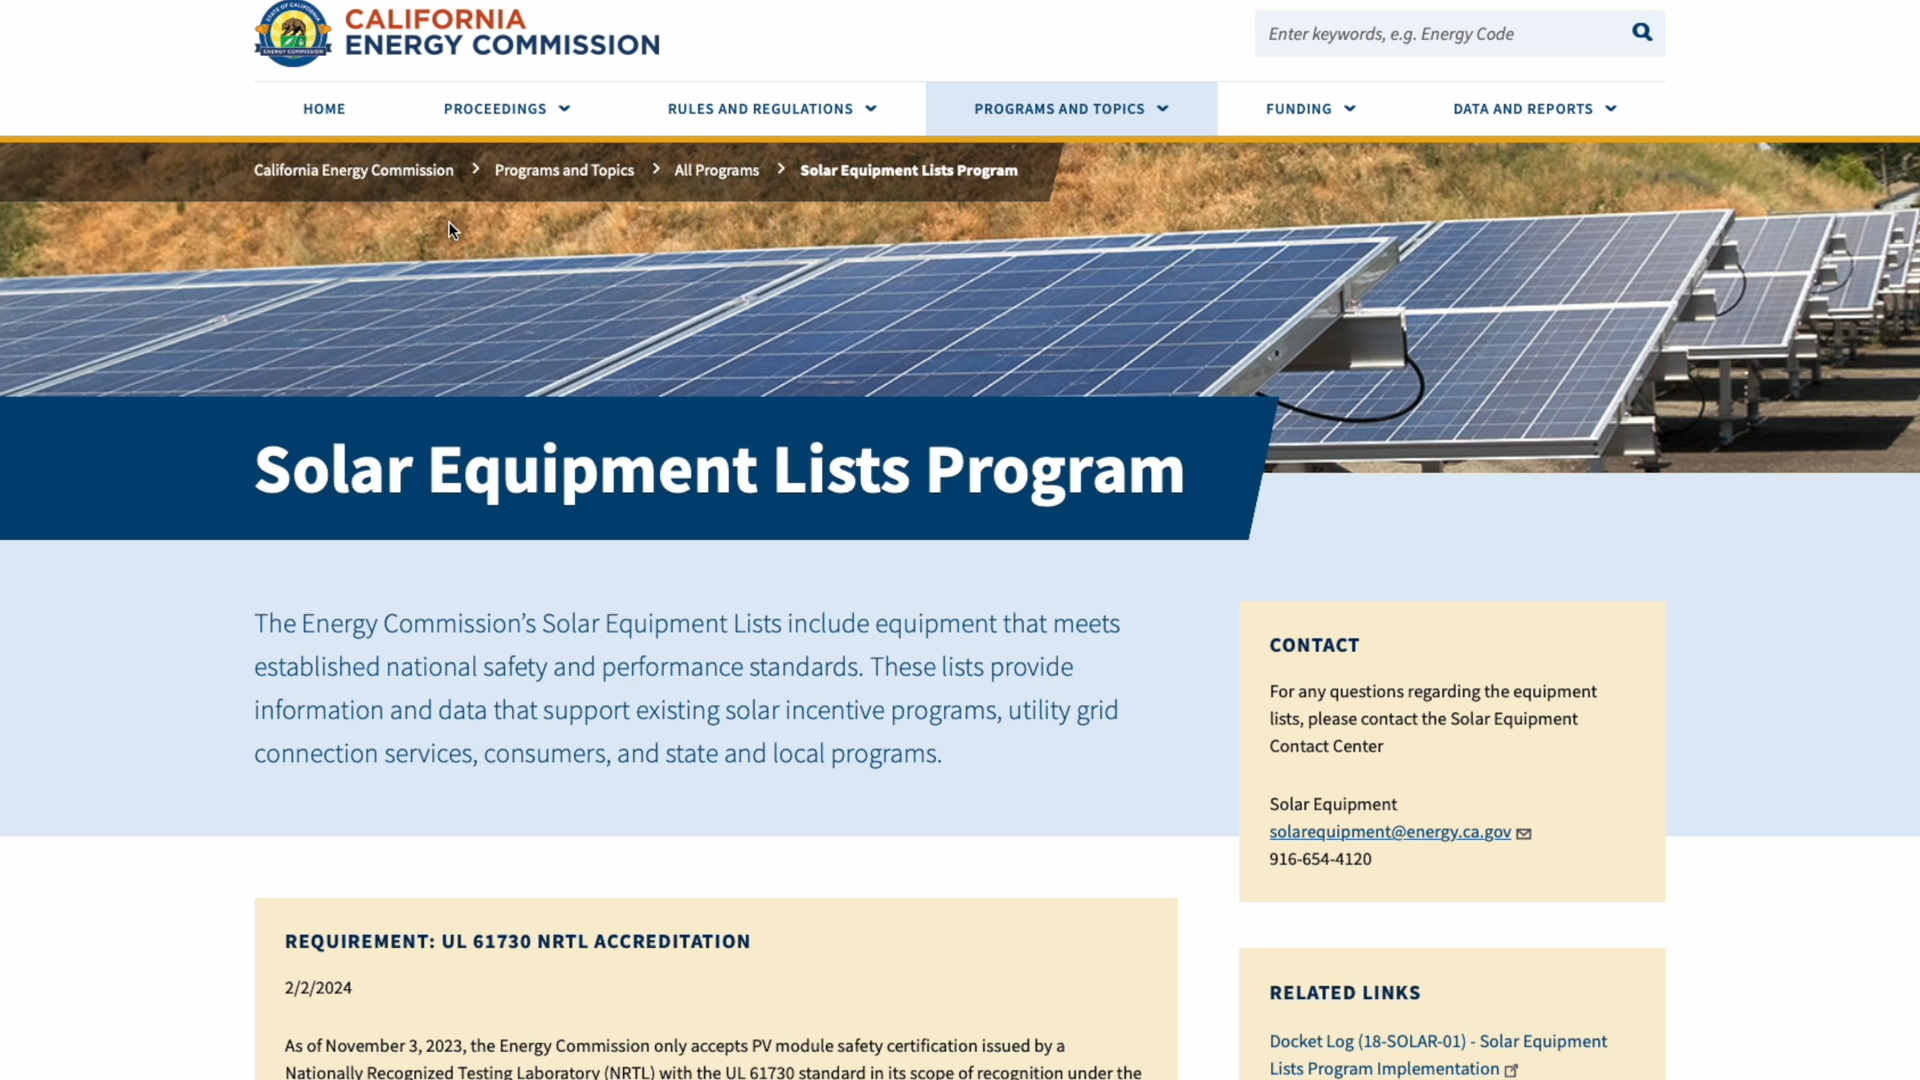 CALIFORNIA
ENERGY COMMISSION
Enter keywords, e.g. Energy Code
HOME
PROCEEDINGS
RULES AND REGULATIONS
PROGRAMS AND TOPICS
FUNDING
DATA AND REPORTS
California Energy Commission > Programs and Topics > All Programs > Solar Equipment Lists Program
Solar Equipment Lists Program
The Energy Commission’s Solar Equipment Lists include equipment that meets
established national safety and performance standards. These lists provide
information and data that support existing solar incentive programs, utility grid
connection services, consumers, and state and local programs.
CONTACT
For any questions regarding the equipment
lists, please contact the Solar Equipment
Contact Center
Solar Equipment
solarequipment@energy.ca.gov
916-654-4120
REQUIREMENT: UL 61730 NRTL ACCREDITATION
2/2/2024
As of November 3, 2023, the Energy Commission only accepts PV module safety certification issued by a
Nationally Recognized Testing Laboratory (NRTL) with the UL 61730 standard in its scope of recognition under the
RELATED LINKS
Docket Log (18-SOLAR-01) - Solar Equipment
Lists Program Implementation